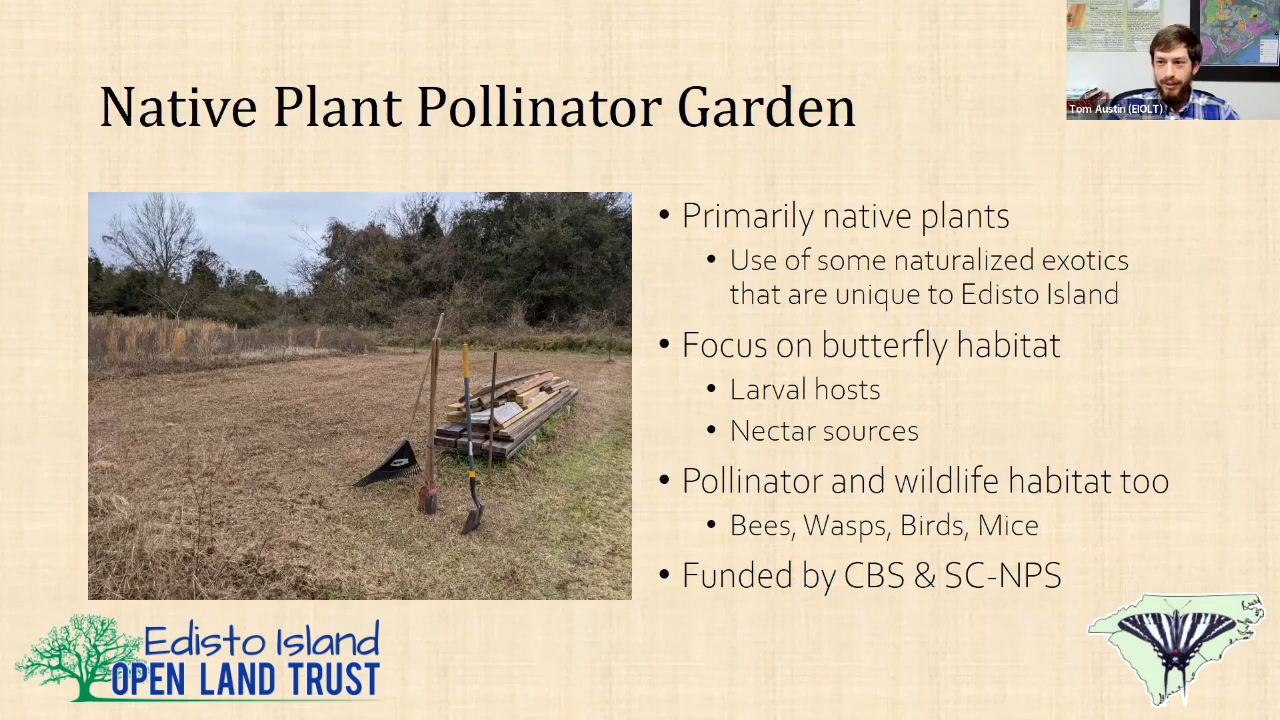 Native Plant Pollinator Garden
Tom Austin (EIOLT)
• Primarily native plants
• Use of some naturalized exotics
that are unique to Edisto Island
• Focus on butterfly habitat
• Larval hosts
• Nectar sources
• Pollinator and wildlife habitat too
• Bees, Wasps, Birds, Mice
• Funded by CBS & SC-NPS
Edisto Island
OPEN LAND TRUST